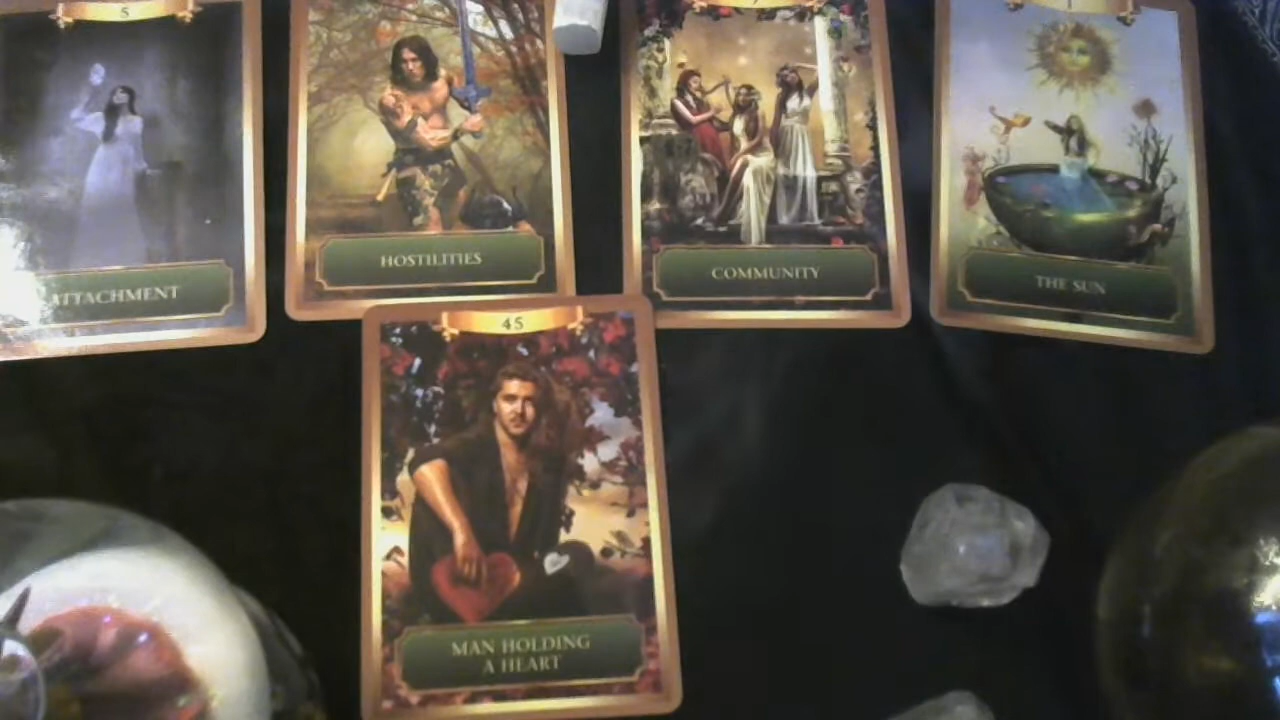 5
ATTACHMENT
HOSTILITIES
COMMUNITY
THE SUN
45
MAN HOLDING
A HEART